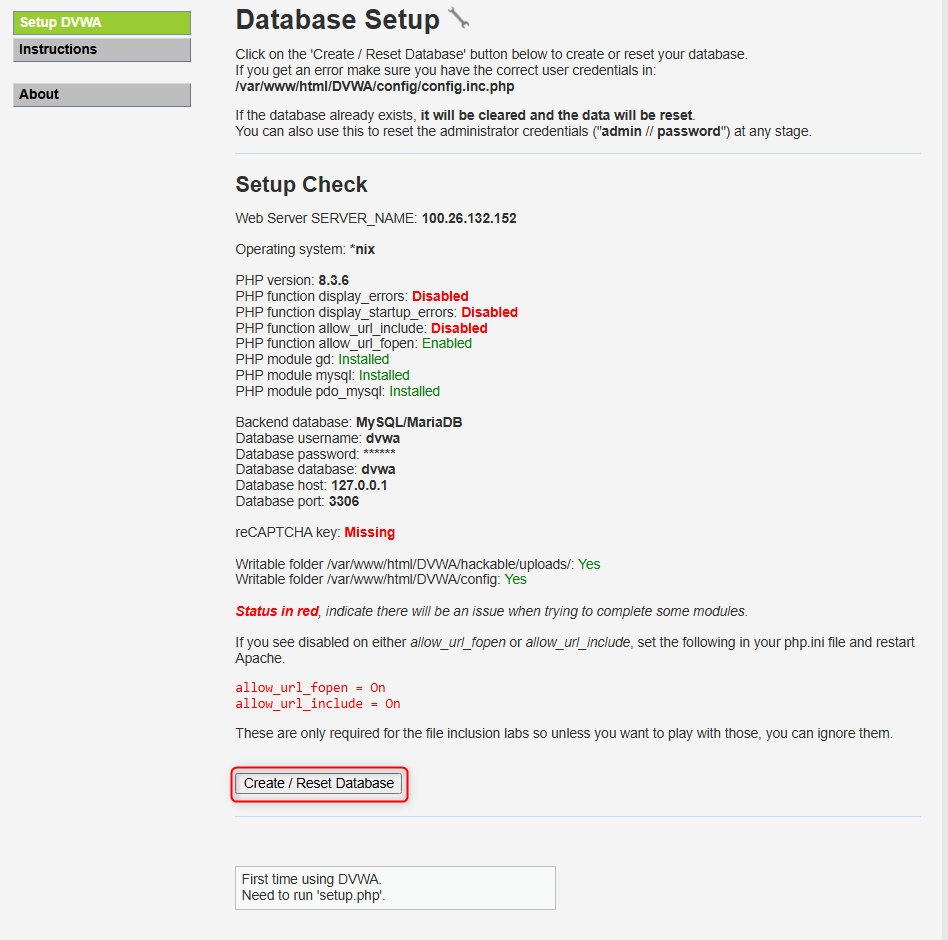 Setup DVWA
Instructions
About
Database Setup
Click on the 'Create / Reset Database' button below to create or reset your database.
If you get an error make sure you have the correct user credentials in:
/var/www/html/DVWA/config/config.inc.php
If the database already exists, it will be cleared and the data will be reset.
You can also use this to reset the administrator credentials ("admin // password") at any stage.
Setup Check
Web Server SERVER_NAME: 100.26.132.152
Operating system: *nix
PHP version: 8.3.6
PHP function display_errors: Disabled
PHP function display_startup_errors: Disabled
PHP function allow_url_include: Disabled
PHP function allow_url_fopen: Enabled
PHP module gd: Installed
PHP module mysql: Installed
PHP module pdo_mysql: Installed
Backend database: MySQL/MariaDB
Database username: dvwa
Database password: ******
Database database: dvwa
Database host: 127.0.0.1
Database port: 3306
reCAPTCHA key: Missing
Writable folder /var/www/html/DVWA/hackable/uploads/: Yes
Writable folder /var/www/html/DVWA/config: Yes
Status in red, indicate there will be an issue when trying to complete some modules.
If you see disabled on either allow_url_fopen or allow_url_include, set the following in your php.ini file and restart
Apache.
allow_url_fopen = On
allow_url_include = On
These are only required for the file inclusion labs so unless you want to play with those, you can ignore them.
Create / Reset Database
First time using DVWA.
Need to run 'setup.php'.